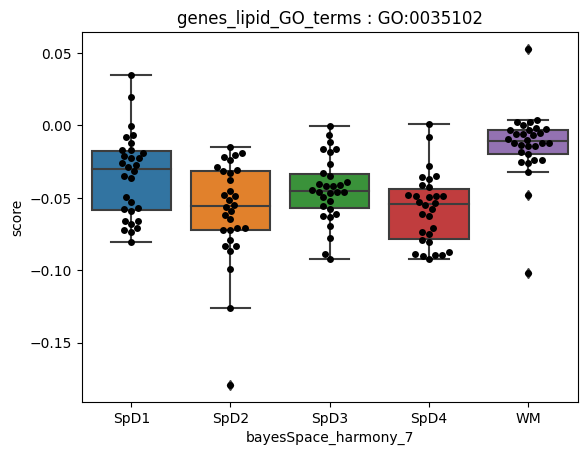 genes_lipid_GO_terms : GO:0035102
0.05
0.00
−0.05
−0.10
−0.15
score
SpD1 SpD2 SpD3 SpD4 WM
bayesSpace_harmony_7